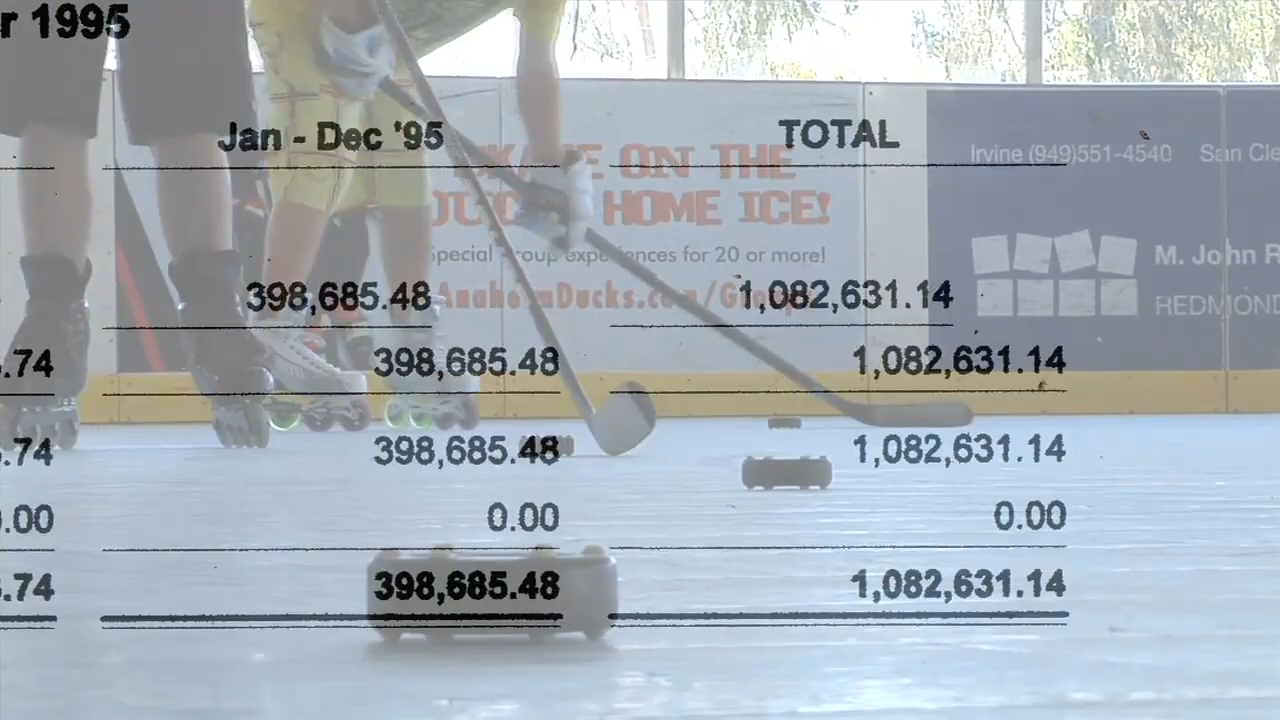 r 1995
Jan - Dec '95 TOTAL
ON THE
HOME ICE!
Irvine (949)551-4540 San Cle
for 20 or more!
M. John R
REDMOND
398,685.48 1,082,631.14
.74 398,685.48 1,082,631.14
.74 398,685.48 1,082,631.14
.00 0.00 0.00
.74 398,685.48 1,082,631.14